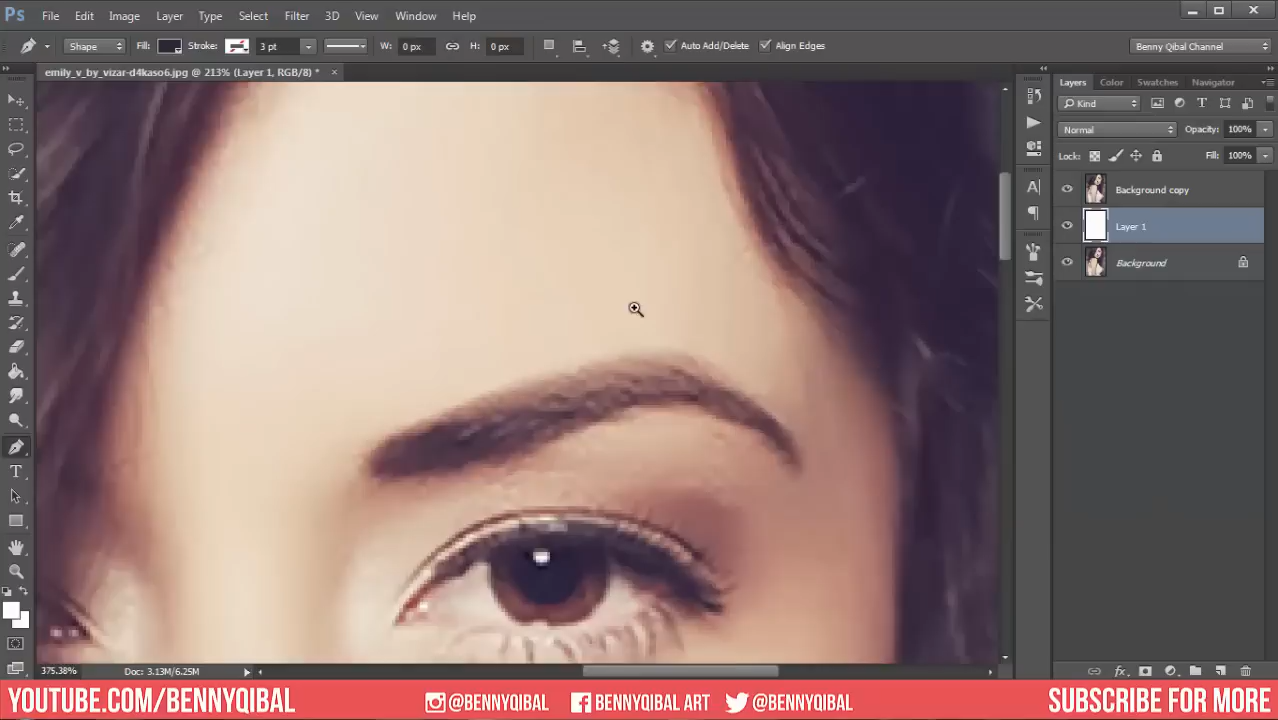 Ps File Edit Image Layer Type Select Filter 3D View Window Help
Shape Fill: Stroke: 3 pt W: 0 px H: 0 px Auto Add/Delete Align Edges Benny Qibal Channel
emily_v_by_vizar-d4kaso6.jpg @ 213% (Layer 1, RGB/8) *
Layers Color Swatches Navigator
Kind
Normal Opacity: 100%
Lock: Fill: 100%
Background copy
Layer 1
Background
375.38% Doc: 3.13M/6.25M
YOUTUBE.COM/BENNYQIBAL @BENNYQIBAL BENNYQIBAL ART @BENNYQIBAL SUBSCRIBE FOR MORE